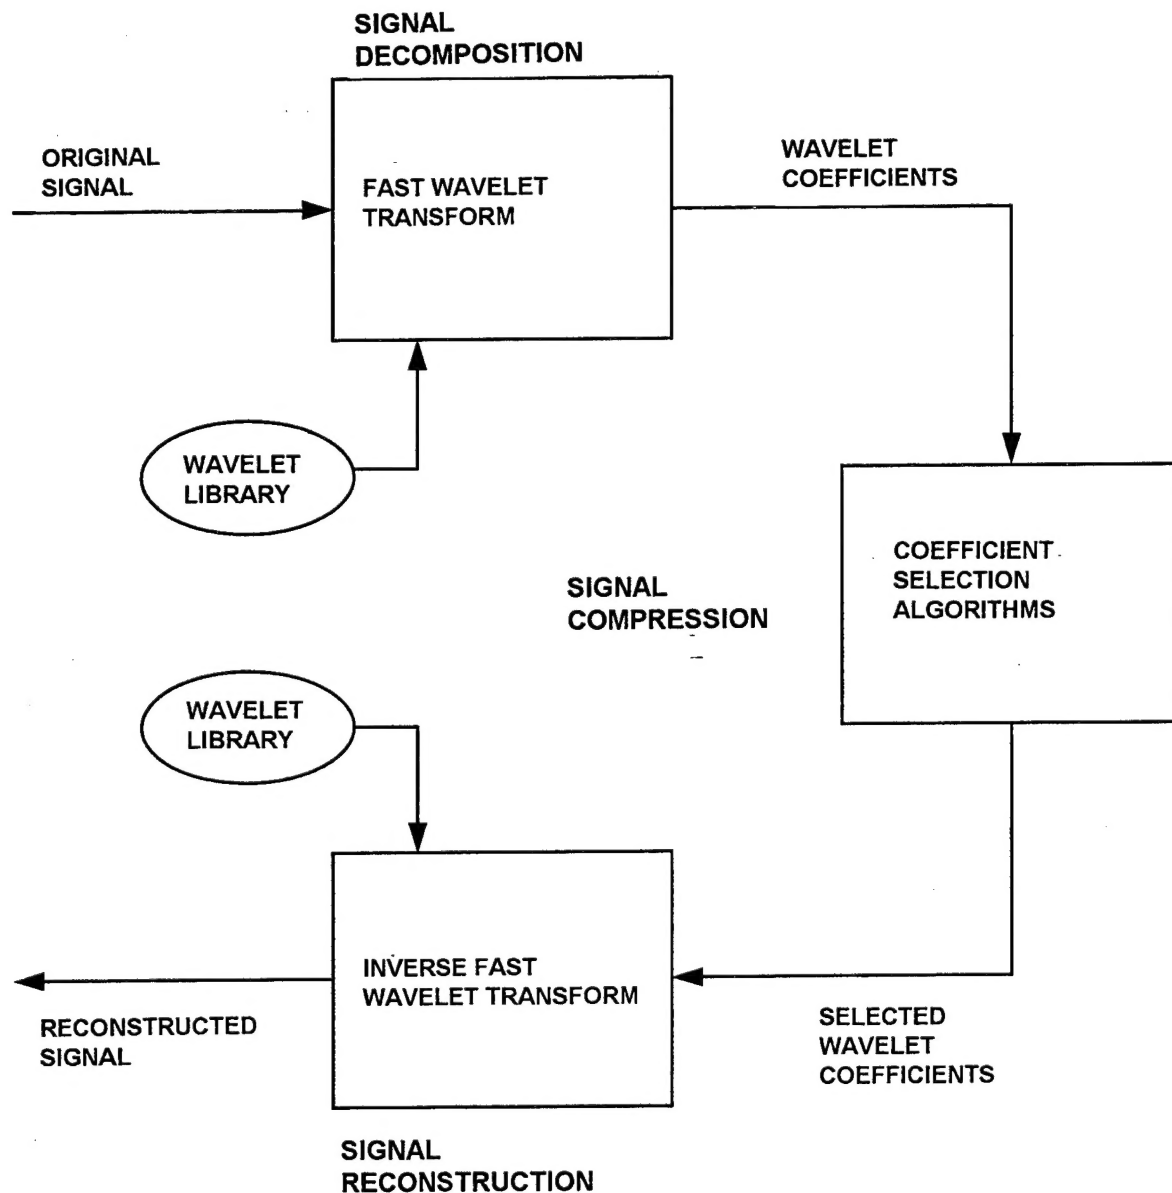 SIGNAL
DECOMPOSITION
ORIGINAL
SIGNAL
FAST WAVELET
TRANSFORM
WAVELET
COEFFICIENTS
WAVELET
LIBRARY
COEFFICIENT
SELECTION
ALGORITHMS
SIGNAL
COMPRESSION
WAVELET
LIBRARY
INVERSE FAST
WAVELET TRANSFORM
RECONSTRUCTED
SIGNAL
SELECTED
WAVELET
COEFFICIENTS
SIGNAL
RECONSTRUCTION